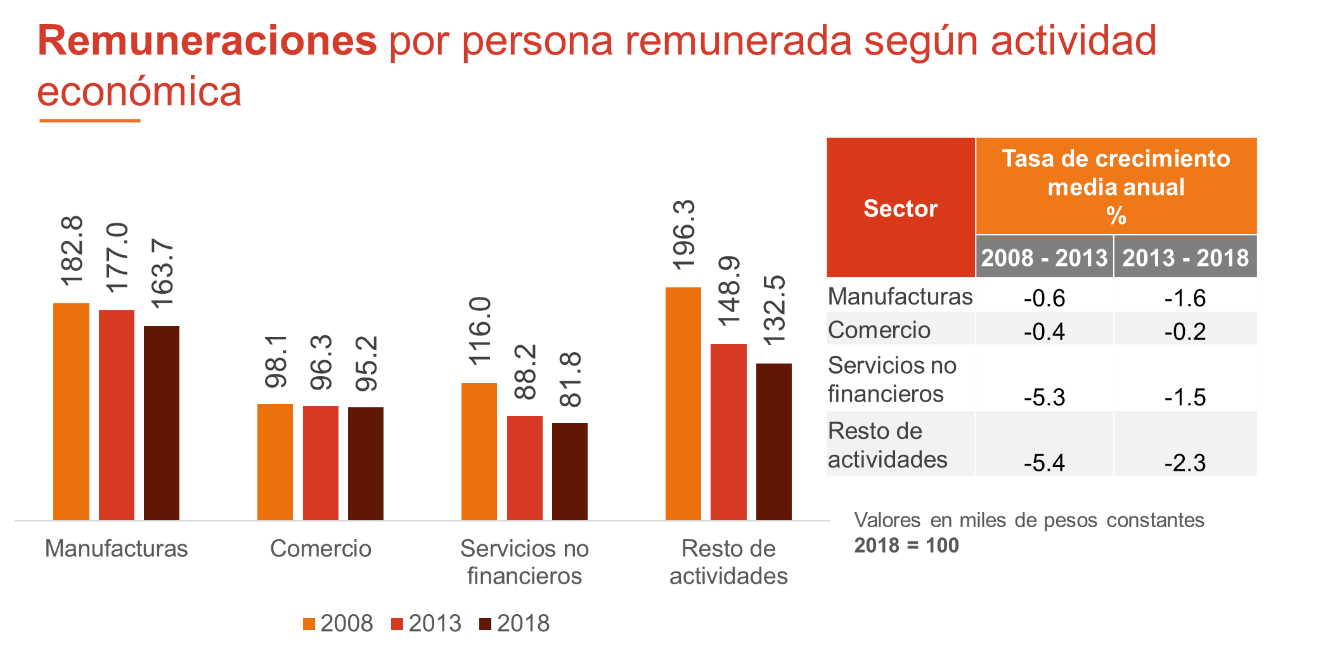 Remuneraciones por persona remunerada según actividad
económica
182.8
177.0
163.7
98.1
96.3
95.2
116.0
88.2
81.8
196.3
148.9
132.5
Manufacturas
Comercio
Servicios no
financieros
Resto de
actividades
2008 2013 2018
Sector
Tasa de crecimiento
media anual
%
2008 - 2013 2013 - 2018
Manufacturas -0.6 -1.6
Comercio -0.4 -0.2
Servicios no
financieros -5.3 -1.5
Resto de
actividades -5.4 -2.3
Valores en miles de pesos constantes
2018 = 100